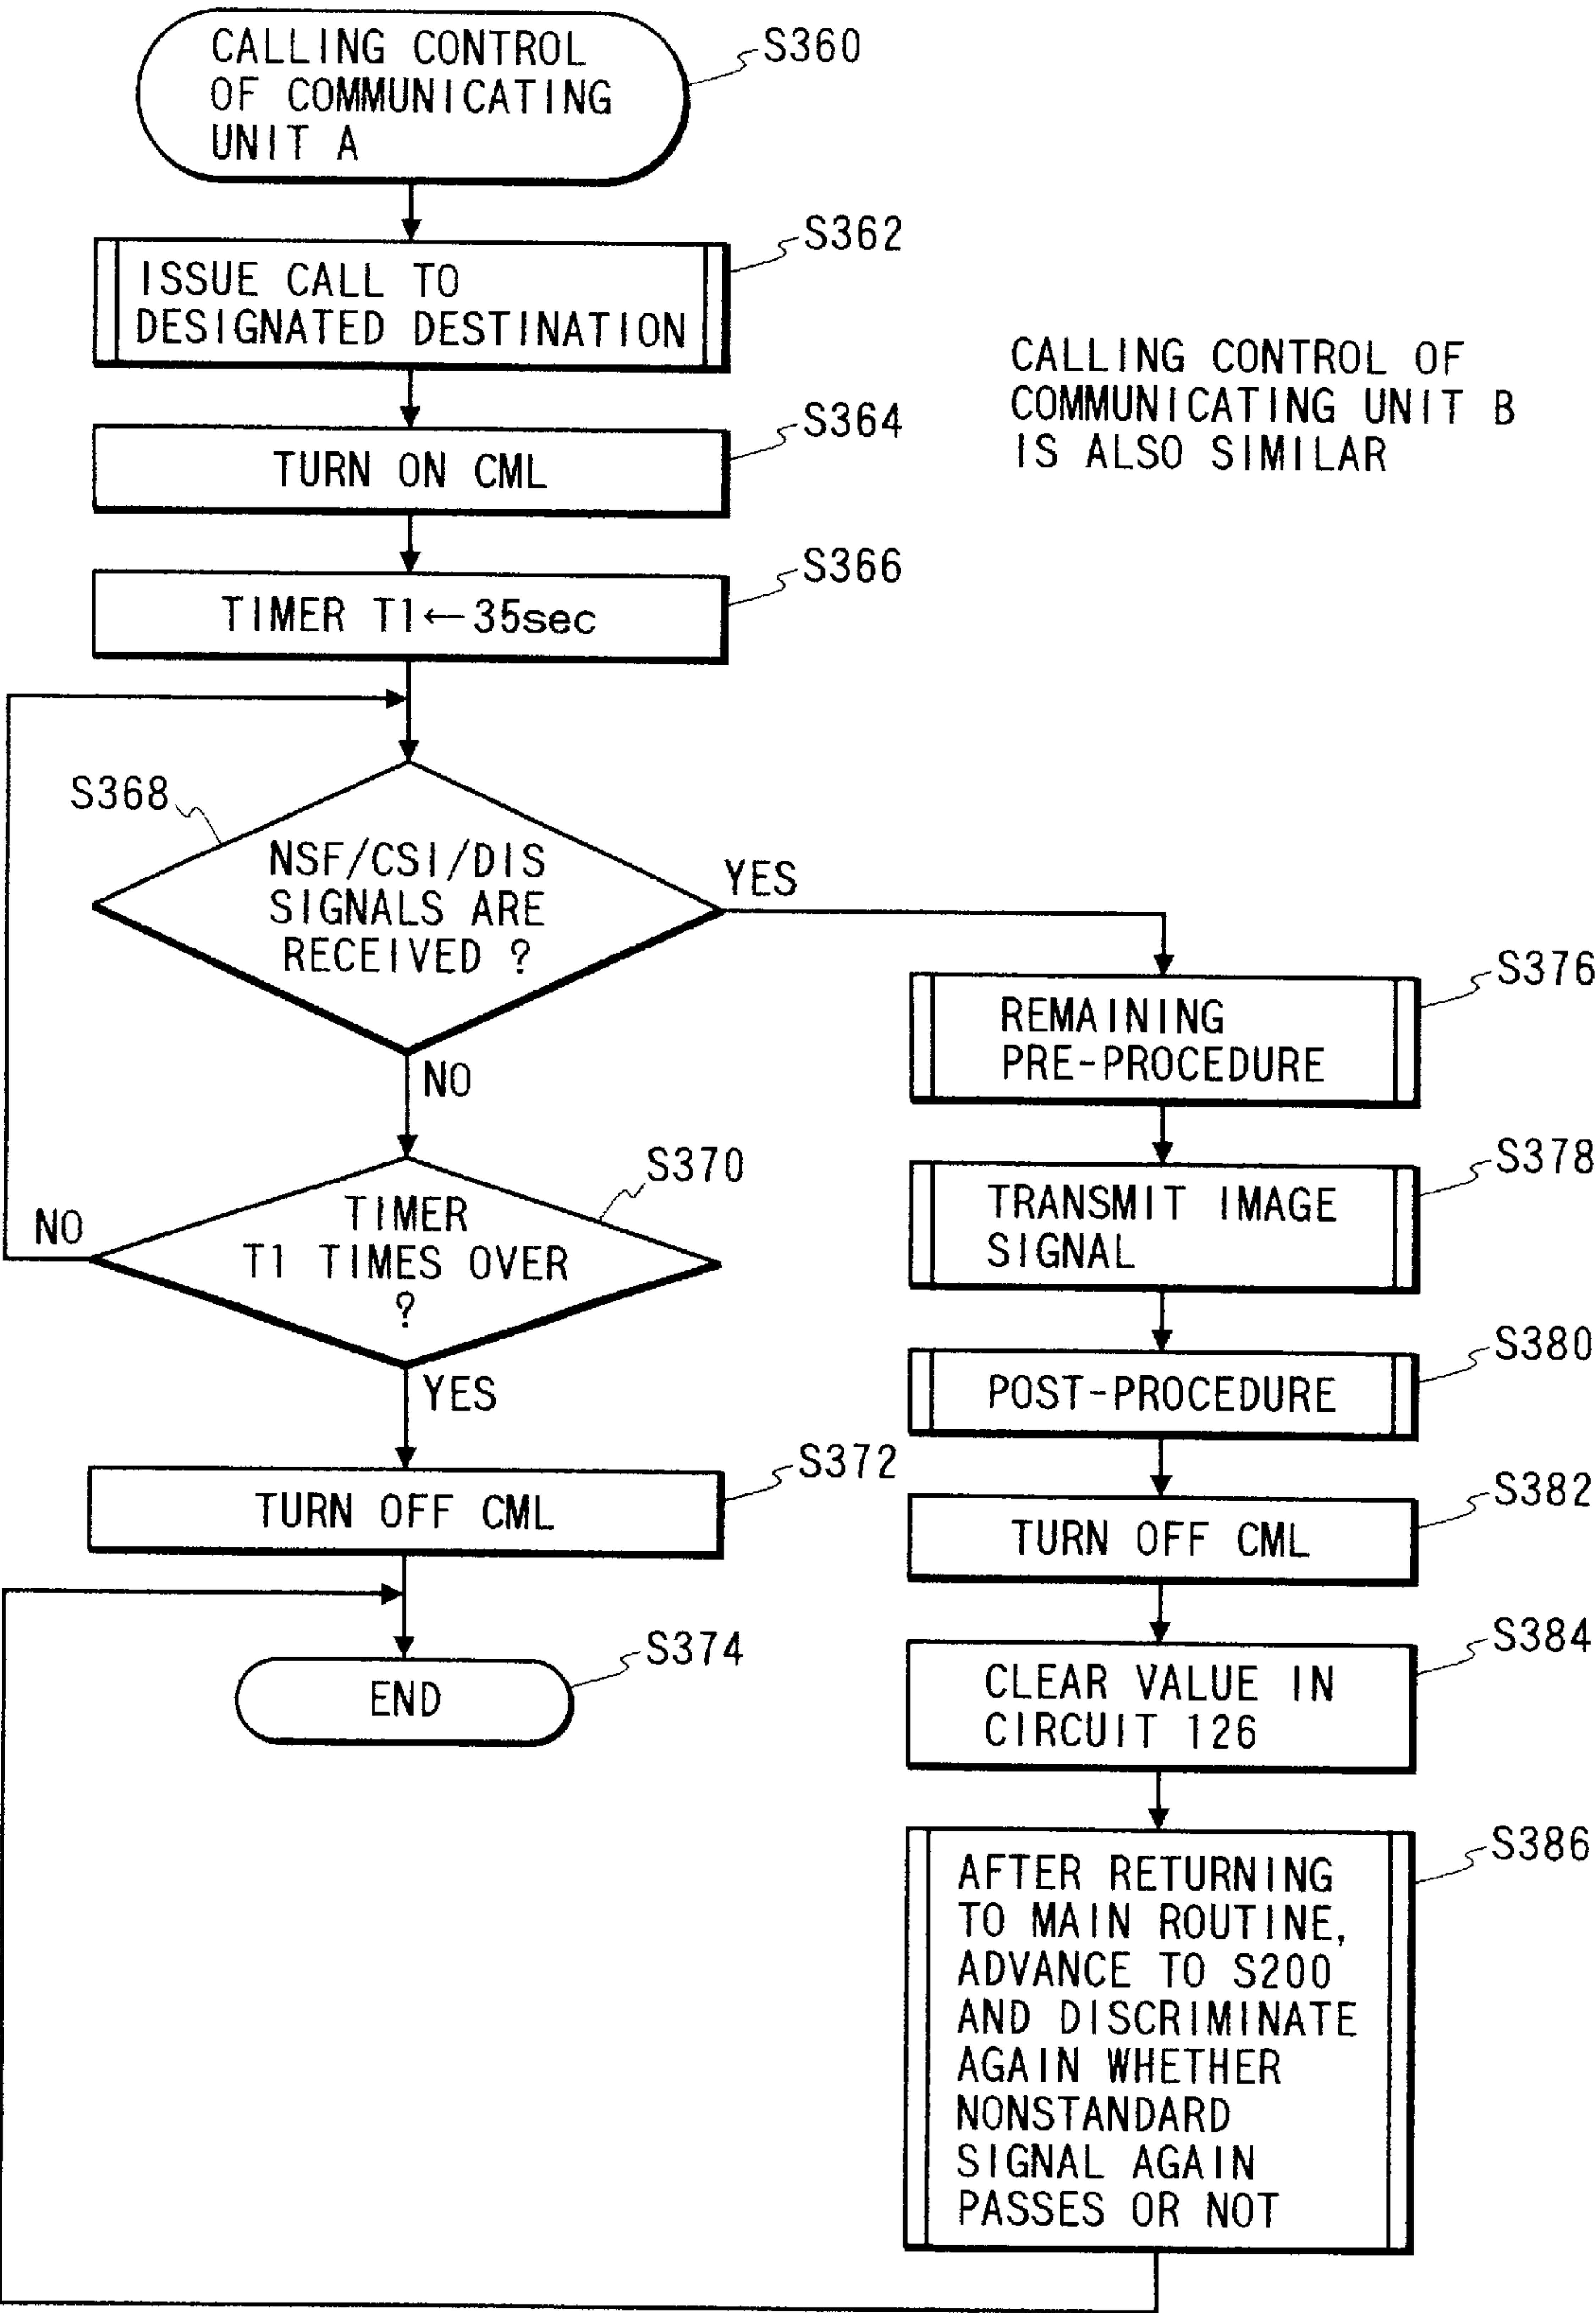 CALLING CONTROL
OF COMMUNICATING
UNIT A
S360
ISSUE CALL TO
DESIGNATED DESTINATION
S362
CALLING CONTROL OF
COMMUNICATING UNIT B
IS ALSO SIMILAR
TURN ON CML
S364
TIMER T1←35sec
S366
S368
NSF/CSI/DIS
SIGNALS ARE
RECEIVED ?
YES
NO
S370
TIMER
T1 TIMES OVER
?
NO
YES
TURN OFF CML
S372
END
S374
REMAINING
PRE-PROCEDURE
S376
TRANSMIT IMAGE
SIGNAL
S378
POST-PROCEDURE
S380
TURN OFF CML
S382
CLEAR VALUE IN
CIRCUIT 126
S384
AFTER RETURNING
TO MAIN ROUTINE,
ADVANCE TO S200
AND DISCRIMINATE
AGAIN WHETHER
NONSTANDARD
SIGNAL AGAIN
PASSES OR NOT
S386